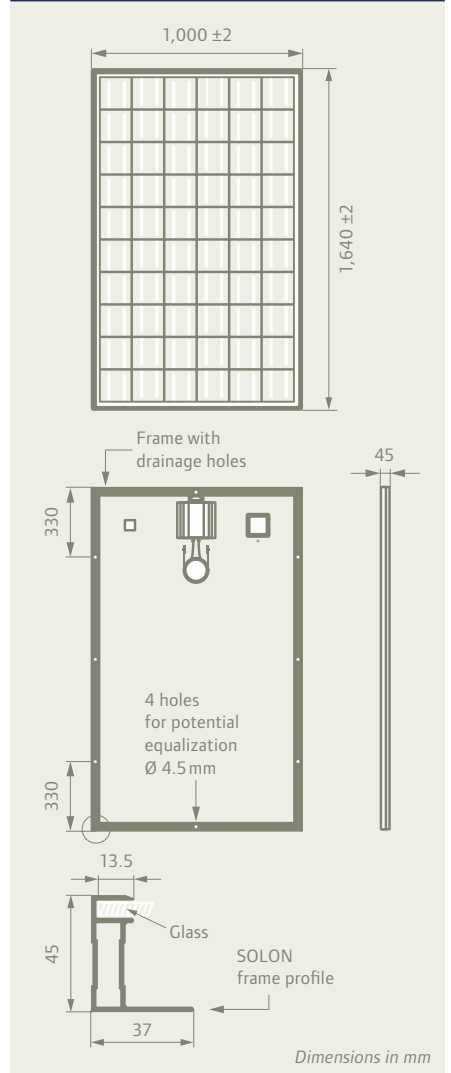 1,000 ±2
1,640 ±2
Frame with
drainage holes
45
330
4 holes
for potential
equalization
Ø 4.5 mm
330
13.5
Glass
45
SOLON
frame profile
37
Dimensions in mm